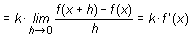 = k · lim h→0 f(x + h) − f(x) / h = k · f'(x)